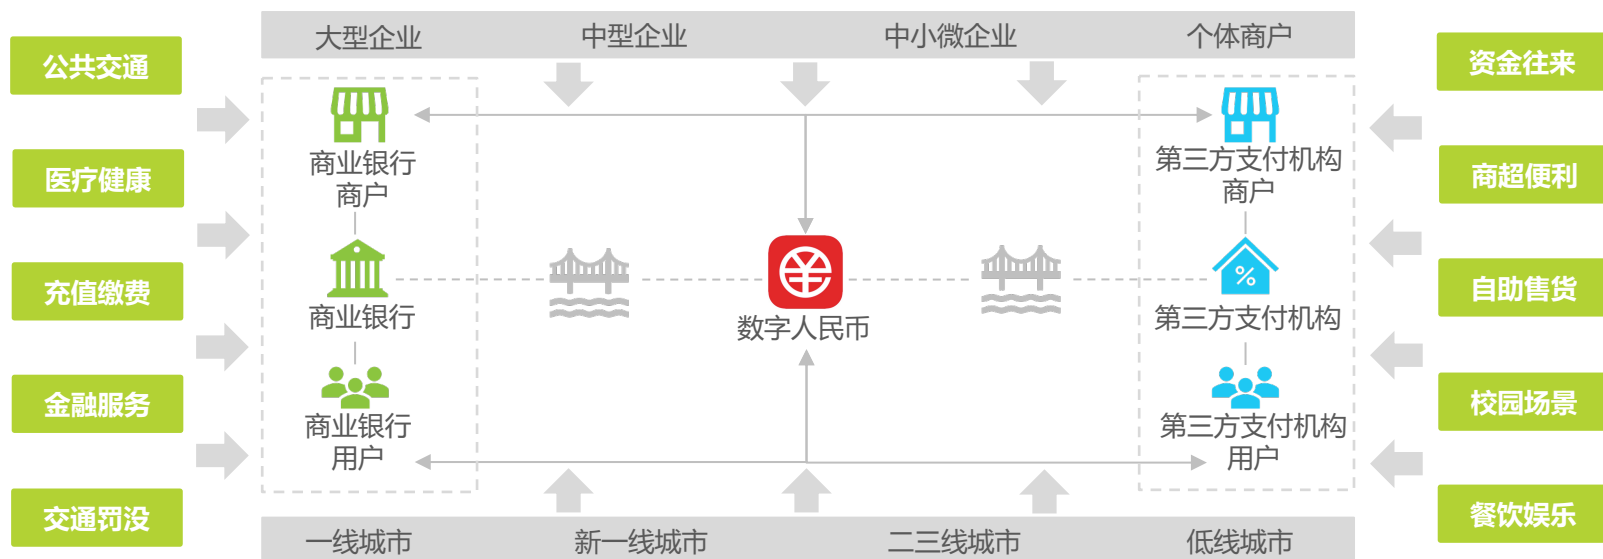 大型企业
中型企业
中小微企业
个体商户
公共交通
医疗健康
充值缴费
金融服务
交通罚没
商业银行
商户
商业银行
商业银行
用户
数字人民币
第三方支付机构
商户
%
第三方支付机构
第三方支付机构
用户
资金往来
商超便利
自助售货
校园场景
餐饮娱乐
一线城市
新一线城市
二三线城市
低线城市